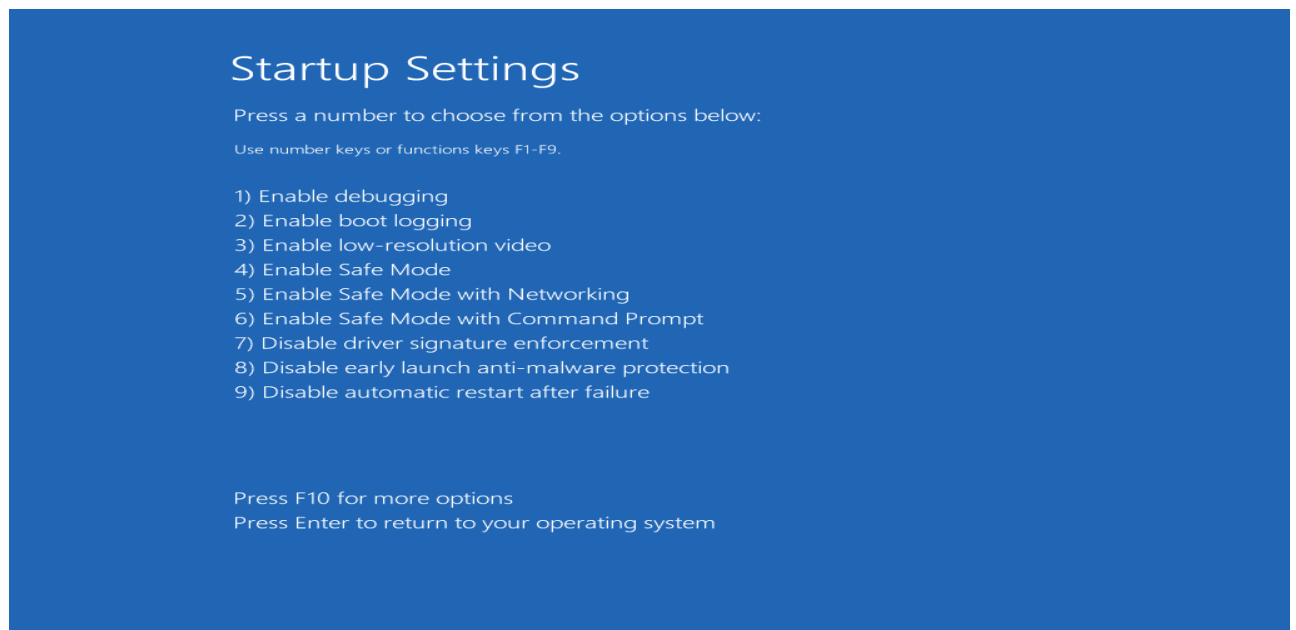 Startup Settings
Press a number to choose from the options below:
Use number keys or functions keys F1-F9.
1) Enable debugging
2) Enable boot logging
3) Enable low-resolution video
4) Enable Safe Mode
5) Enable Safe Mode with Networking
6) Enable Safe Mode with Command Prompt
7) Disable driver signature enforcement
8) Disable early launch anti-malware protection
9) Disable automatic restart after failure
Press F10 for more options
Press Enter to return to your operating system